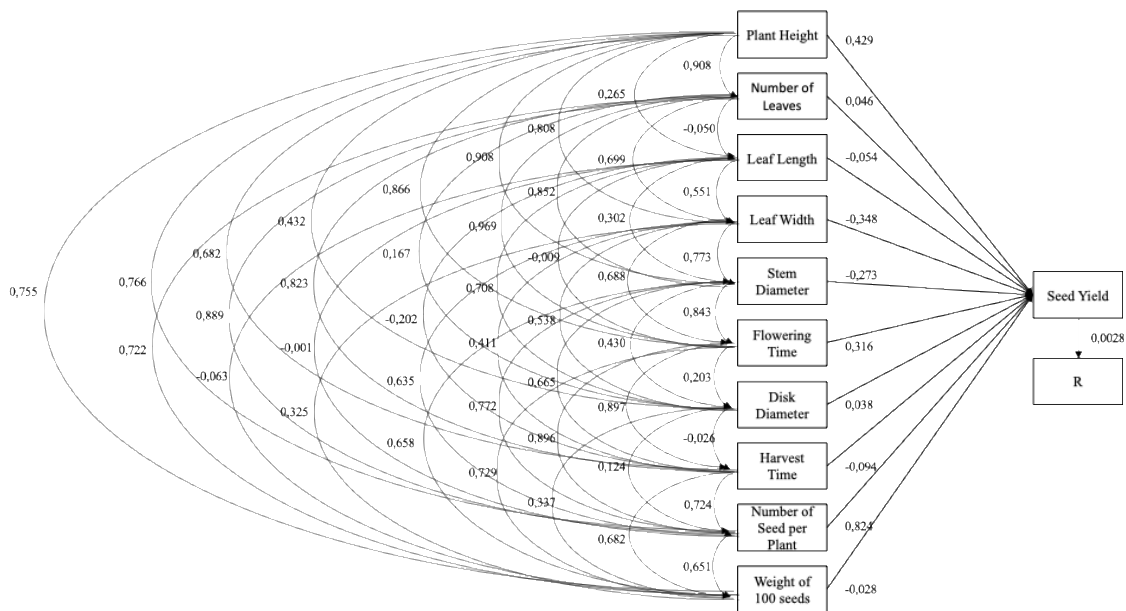 Plant Height
0,429
0,908
Number of
Leaves
0,265
0,046
0,808
-0,050
0,908
0,699
Leaf Length
-0,054
0,866
0,852
0,551
0,432
0,302
Leaf Width
-0,348
0,969
0,682
0,167
-0,009
0,773
0,766
0,823
0,688
Stem
Diameter
-0,273
0,755
0,708
Seed Yield
0,889
-0,202
0,538
0,843
0,722
-0,001
0,411
0,430
Flowering
Time
0,316
0,0028
-0,063
0,635
0,665
0,203
R
0,325
0,772
0,897
Disk
Diameter
0,038
0,658
0,896
-0,026
0,729
0,124
Harvest
Time
-0,094
0,337
0,724
Number of
Seed per
Plant
0,824
0,682
0,651
Weight of
100 seeds
-0,028